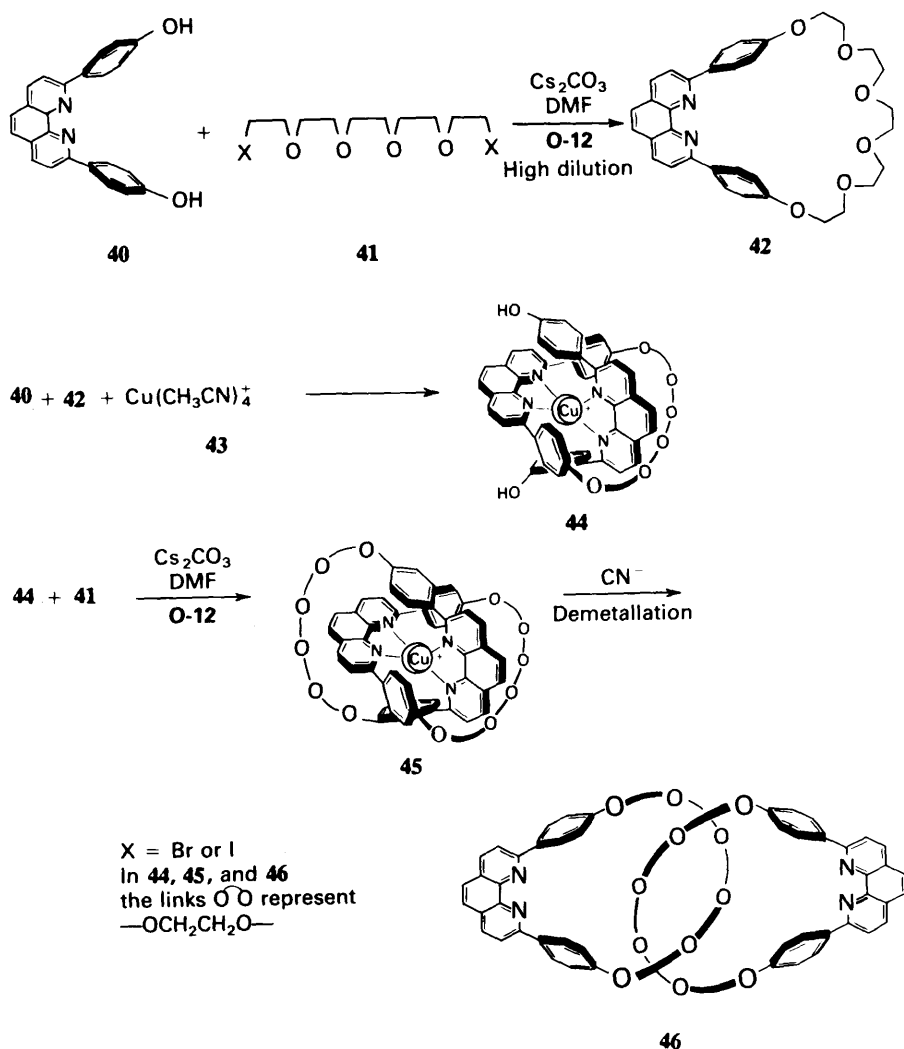 OH
N
N
OH
40
+
X O O O O X
41
Cs₂CO₃
DMF
O-12
High dilution
O
O
O
N
N
O
O
O
42
40 + 42 + Cu(CH₃CN)₄⁺
43
HO
O
O
O
O
O
N
N
N
N
Cu
+
HO
O
44
44 + 41
Cs₂CO₃
DMF
O-12
O
O
O
O
O
O
N
N
N
N
Cu
+
O
O
O
O
O
O
45
CN⁻
Demetallation
X = Br or I
In 44, 45, and 46
the links O O represent
—OCH₂CH₂O—
O O O
O O
N N
O O
O O
N N
O O O
46